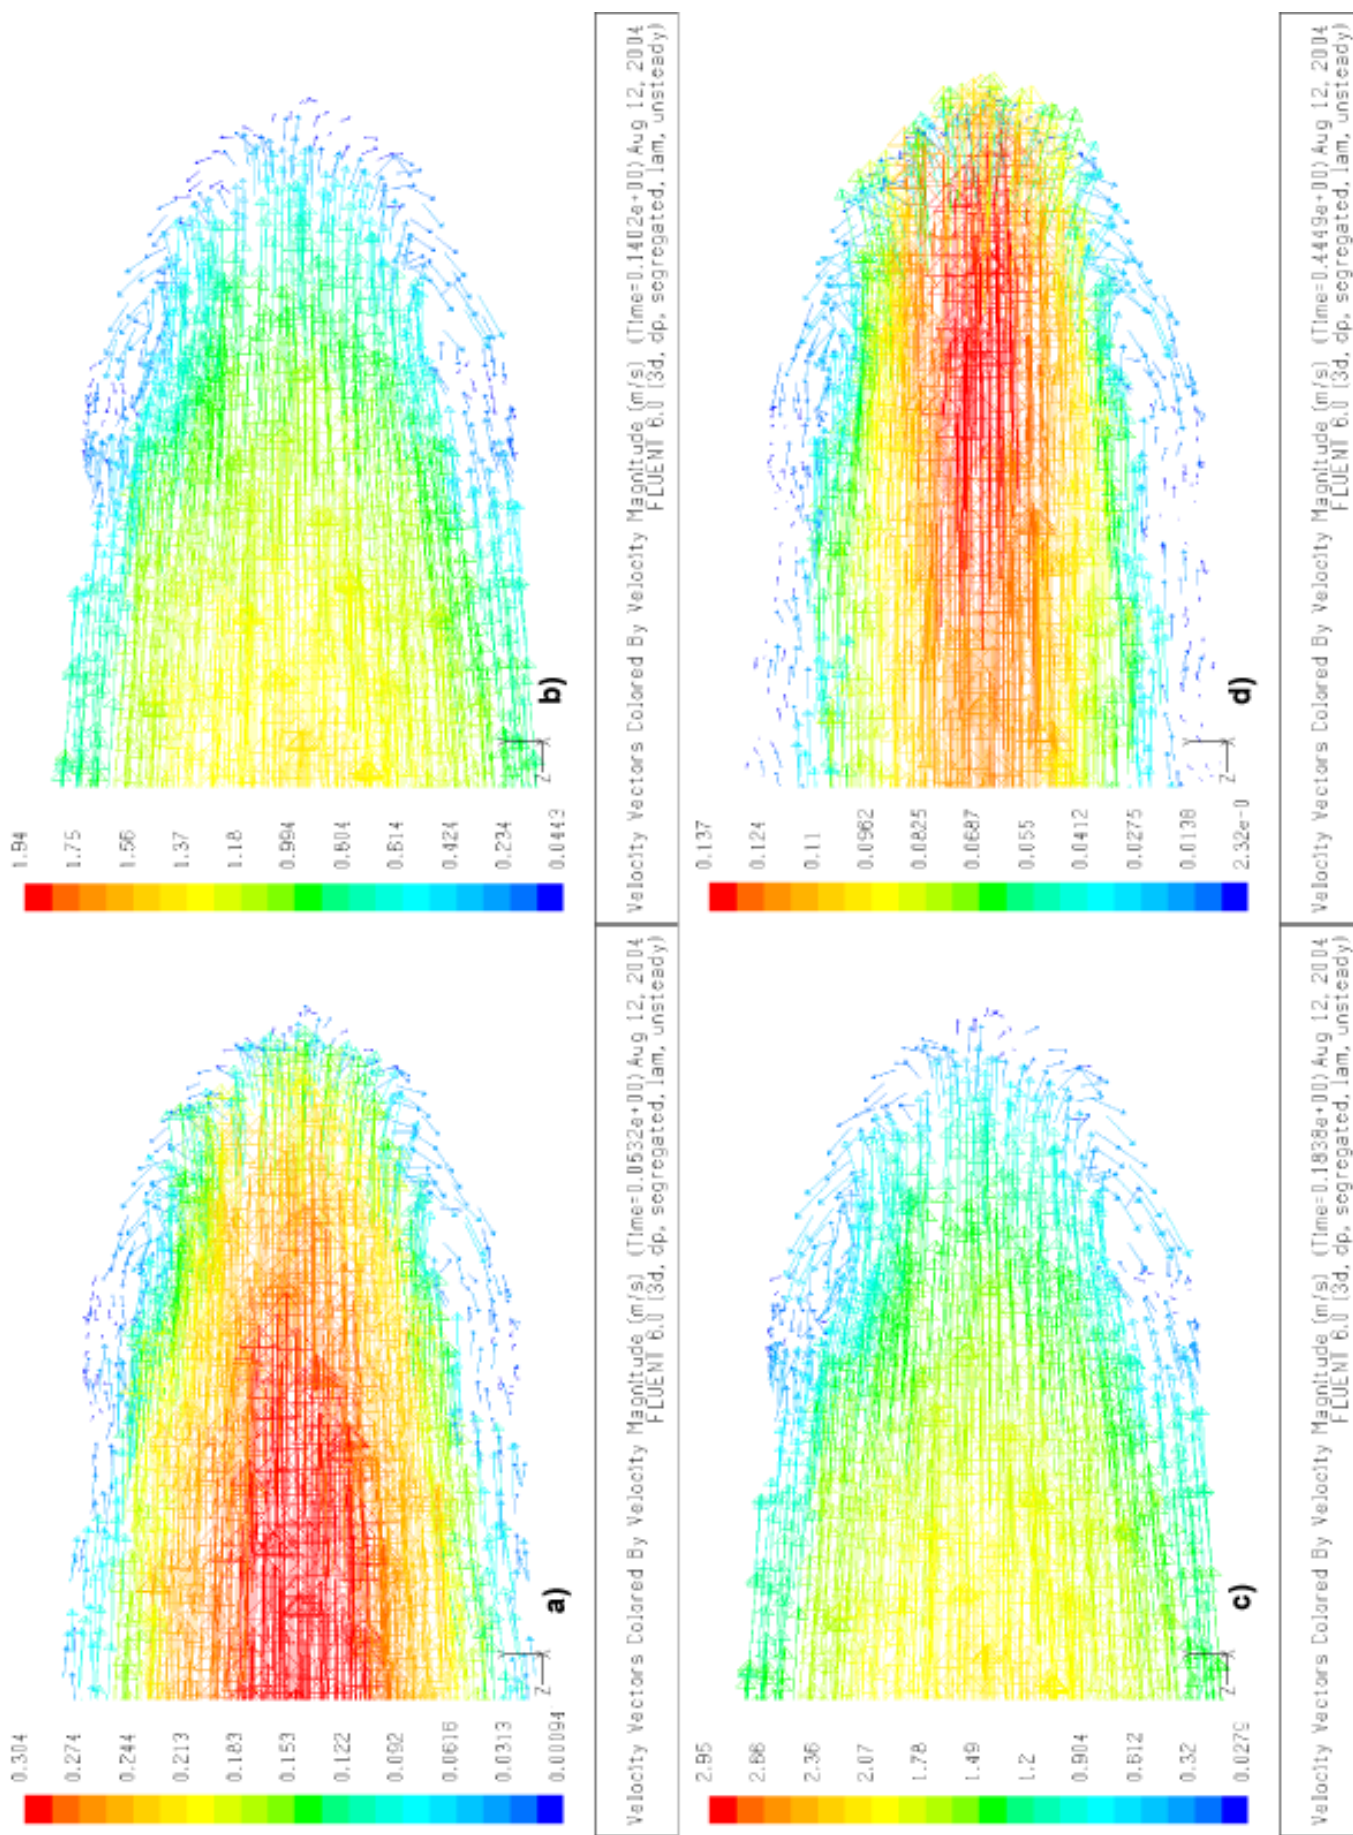 0.304
0.274
0.244
0.213
0.183
0.153
0.122
0.092
0.0616
0.0313
0.00094
Z
a)
Velocity Vectors Colored By Velocity Magnitude (m/s) (Time=0.0532e+00) Aug 12, 2004
FLUENT 6.0 (3d, dp, segregated, lam, unsteady)
1.94
1.75
1.56
1.37
1.18
0.994
0.804
0.614
0.424
0.234
0.0443
Z
b)
Velocity Vectors Colored By Velocity Magnitude (m/s) (Time=0.1402e+00) Aug 12, 2004
FLUENT 6.0 (3d, dp, segregated, lam, unsteady)
2.95
2.66
2.36
2.07
1.78
1.49
1.2
0.904
0.612
0.32
0.0279
Z
c)
Velocity Vectors Colored By Velocity Magnitude (m/s) (Time=0.1838e+00) Aug 12, 2004
FLUENT 6.0 (3d, dp, segregated, lam, unsteady)
0.137
0.124
0.11
0.0962
0.0825
0.0687
0.055
0.0412
0.0275
0.0138
2.32e-0
Z
d)
Velocity Vectors Colored By Velocity Magnitude (m/s) (Time=0.4449e+00) Aug 12, 2004
FLUENT 6.0 (3d, dp, segregated, lam, unsteady)